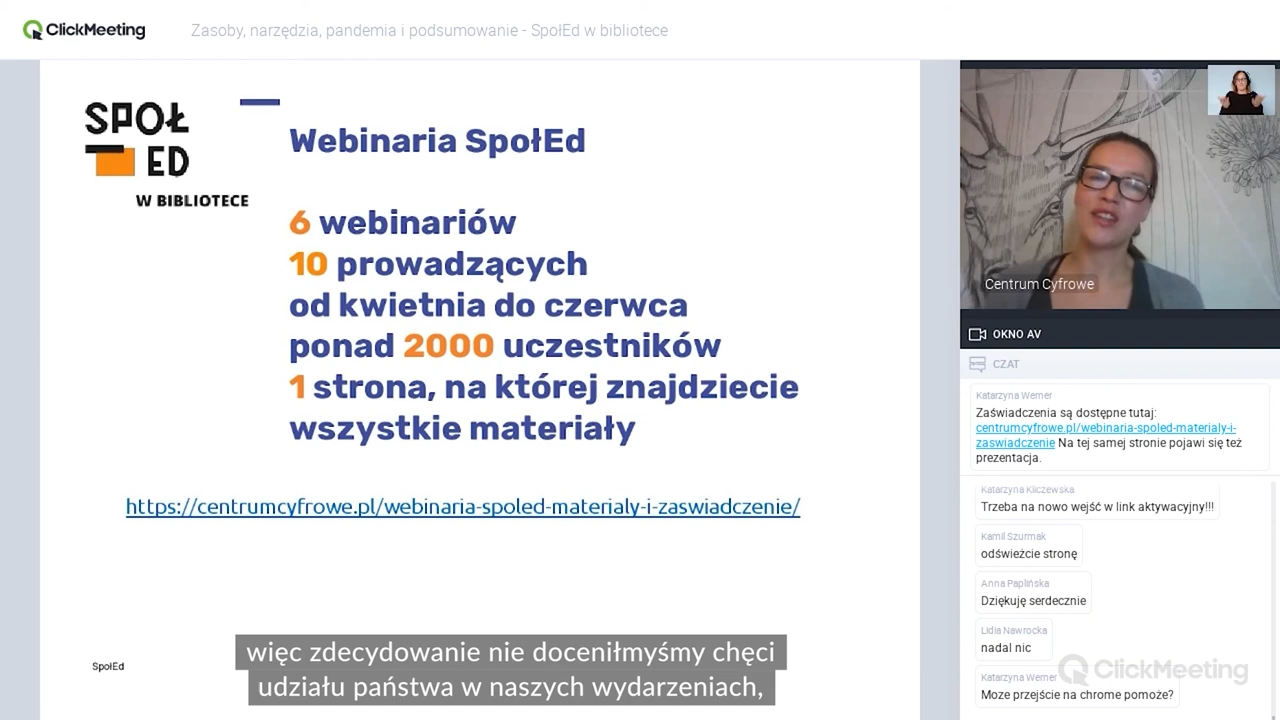 ClickMeeting
Zasoby, narzędzia, pandemia i podsumowanie - SpołEd w bibliotece
SPOŁ
ED
W BIBLIOTECE
Webinaria SpołEd
6 webinariów
10 prowadzących
od kwietnia do czerwca
ponad 2000 uczestników
1 strona, na której znajdziecie
wszystkie materiały
https://centrumcyfrowe.pl/webinaria-spoled-materialy-i-zaswiadczenie/
SpołEd
więc zdecydowanie nie doceniłmyśmy chęci
udziału państwa w naszych wydarzeniach,
Centrum Cyfrowe
OKNO AV
CZAT
Katarzyna Werner
Zaświadczenia są dostępne tutaj:
centrumcyfrowe.pl/webinaria-spoled-materialy-i-
zaswiadczenie Na tej samej stronie pojawi się też
prezentacja.
Katarzyna Kliczewska
Trzeba na nowo wejść w link aktywacyjny!!!
Kamil Szurmak
odświeżcie stronę
Anna Paplińska
Dziękuję serdecznie
Lidia Nawrocka
nadal nic
Katarzyna Werner
Moze przejście na chrome pomoże?
ClickMeeting